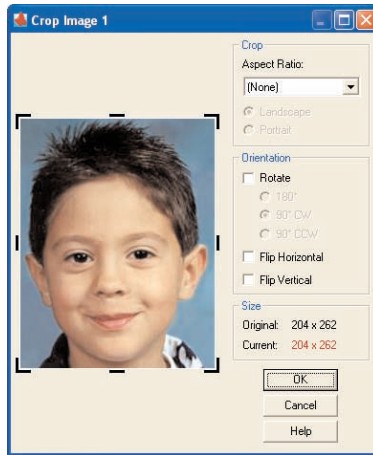 Crop Image 1
Crop
Aspect Ratio:
(None)
Landscape
Portrait
Orientation
Rotate
180°
90° CW
90° CCW
Flip Horizontal
Flip Vertical
Size
Original: 204 x 262
Current: 204 x 262
OK
Cancel
Help